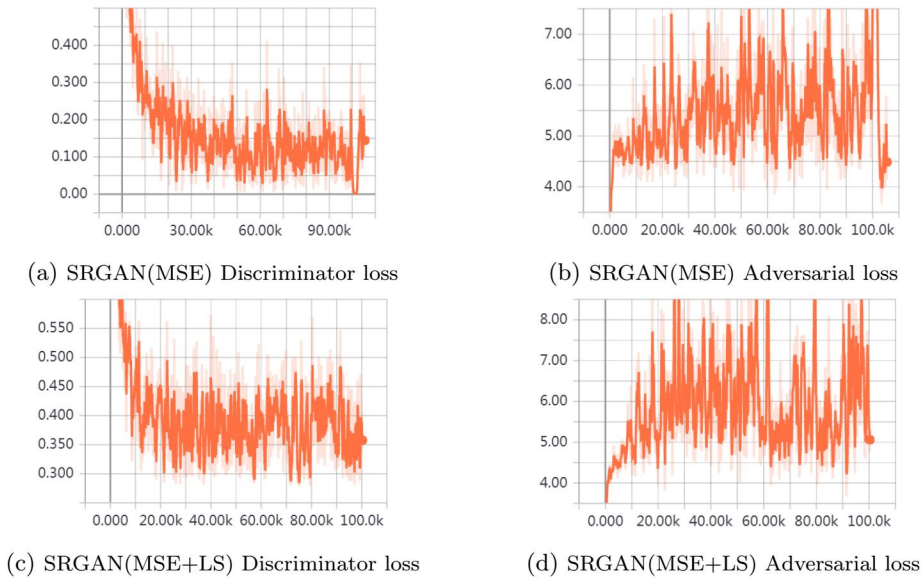 0.400
0.300
0.200
0.100
0.00
0.000 30.00k 60.00k 90.00k
(a) SRGAN(MSE) Discriminator loss
7.00
6.00
5.00
4.00
0.000 20.00k 40.00k 60.00k 80.00k 100.0k
(b) SRGAN(MSE) Adversarial loss
0.550
0.500
0.450
0.400
0.350
0.300
0.000 20.00k 40.00k 60.00k 80.00k 100.0k
(c) SRGAN(MSE+LS) Discriminator loss
8.00
7.00
6.00
5.00
4.00
0.000 20.00k 40.00k 60.00k 80.00k 100.0k
(d) SRGAN(MSE+LS) Adversarial loss